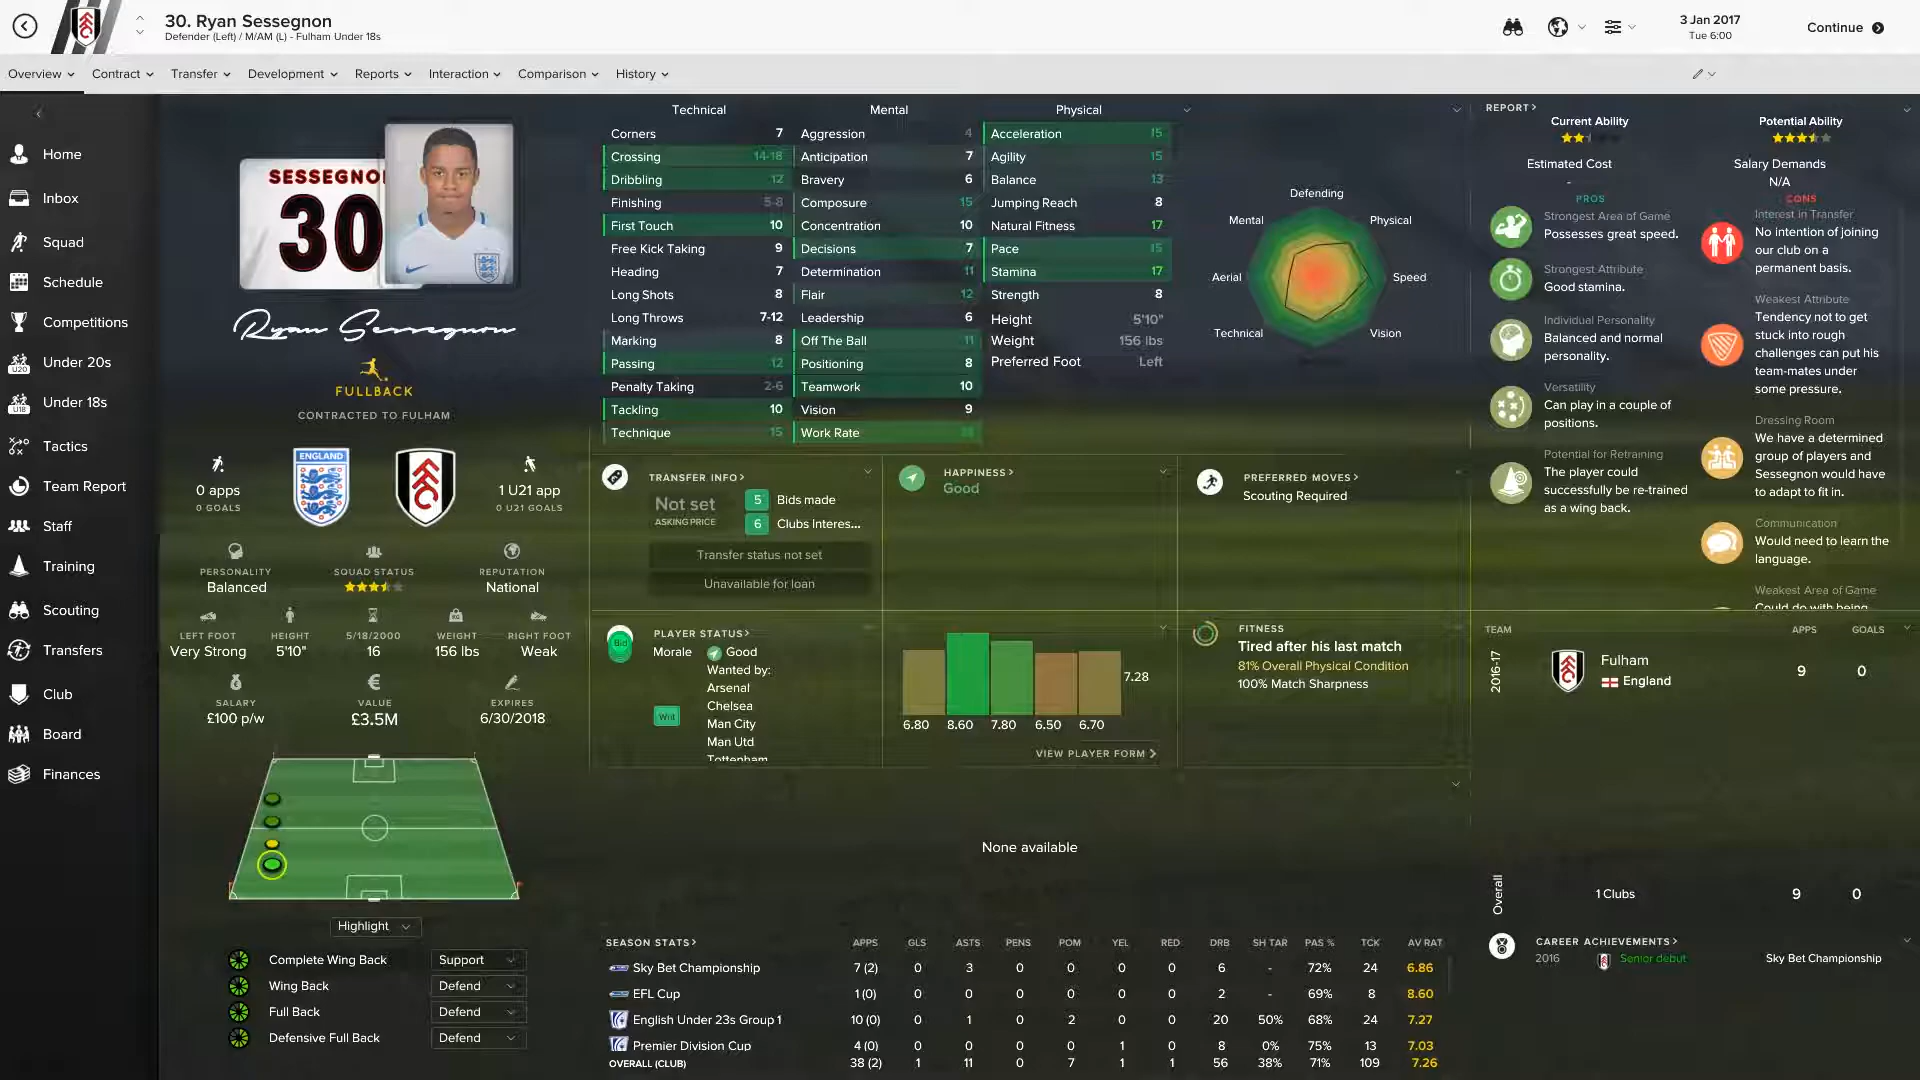 30. Ryan Sessegnon
Defender (Left) / M/AM (L) - Fulham Under 18s
3 Jan 2017
Tue 6:00
Continue
Overview
Contract
Transfer
Development
Reports
Interaction
Comparison
History
Home
Inbox
Squad
Schedule
Competitions
Under 20s
Under 18s
Tactics
Team Report
Staff
Training
Scouting
Transfers
Club
Board
Finances
SESSEGNO
30
Ryan Sessegnon
FULLBACK
CONTRACTED TO FULHAM
0 apps
0 GOALS
ENGLAND
1 U21 app
0 U21 GOALS
PERSONALITY
Balanced
SQUAD STATUS
REPUTATION
National
LEFT FOOT
Very Strong
HEIGHT
5'10"
5/18/2000
16
WEIGHT
156 lbs
RIGHT FOOT
Weak
SALARY
£100 p/w
VALUE
£3.5M
EXPIRES
6/30/2018
Highlight
Complete Wing Back Support
Wing Back Defend
Full Back Defend
Defensive Full Back Defend
Technical
Corners 7
Crossing 14-18
Dribbling 12
Finishing 5-8
First Touch 10
Free Kick Taking 9
Heading 7
Long Shots 8
Long Throws 7-12
Marking 8
Passing 12
Penalty Taking 2-6
Tackling 10
Technique 15
Mental
Aggression 4
Anticipation 7
Bravery 6
Composure 15
Concentration 10
Decisions 7
Determination 11
Flair 12
Leadership 6
Off The Ball 11
Positioning 8
Teamwork 10
Vision 9
Work Rate
Physical
Acceleration 15
Agility 15
Balance 13
Jumping Reach 8
Natural Fitness 17
Pace 15
Stamina 17
Strength 8
Height 5'10"
Weight 156 lbs
Preferred Foot Left
Defending
Physical
Speed
Vision
Technical
Aerial
Mental
REPORT>
Current Ability
Potential Ability
Estimated Cost
-
Salary Demands
N/A
PROS
Strongest Area of Game
Possesses great speed.
Strongest Attribute
Good stamina.
Individual Personality
Balanced and normal
personality.
Versatility
Can play in a couple of
positions.
Potential for Retraining
The player could
successfully be re-trained
as a wing back.
CONS
Interest in Transfer
No intention of joining
our club on a
permanent basis.
Weakest Attribute
Tendency not to get
stuck into rough
challenges can put his
team-mates under
some pressure.
Dressing Room
We have a determined
group of players and
Sessegnon would have
to adapt to fit in.
Communication
Would need to learn the
language.
Weakest Area of Game
Could do with being
TRANSFER INFO>
Not set
ASKING PRICE
5 Bids made
6 Clubs Interes...
Transfer status not set
Unavailable for loan
HAPPINESS>
Good
PREFERRED MOVES>
Scouting Required
PLAYER STATUS>
Bid
Morale Good
Wnt
Wanted by:
Arsenal
Chelsea
Man City
Man Utd
Tottenham
7.28
6.80 8.60 7.80 6.50 6.70
VIEW PLAYER FORM >
FITNESS
Tired after his last match
81% Overall Physical Condition
100% Match Sharpness
TEAM APPS GOALS
2016-17
Fulham
England
9 0
None available
Overall
1 Clubs 9 0
SEASON STATS> APPS GLS ASTS PENS POM YEL RED DRB SH TAR PAS % TCK AV RAT
Sky Bet Championship 7 (2) 0 3 0 0 0 0 6 - 72% 24 6.86
EFL Cup 1 (0) 0 0 0 0 0 0 2 - 69% 8 8.60
English Under 23s Group 1 10 (0) 0 1 0 2 0 0 20 50% 68% 24 7.27
Premier Division Cup 4 (0) 0 0 0 0 1 0 8 0% 75% 13 7.03
OVERALL (CLUB) 38 (2) 1 11 0 7 1 1 56 38% 71% 109 7.26
CAREER ACHIEVEMENTS>
2016 Senior debut Sky Bet Championship